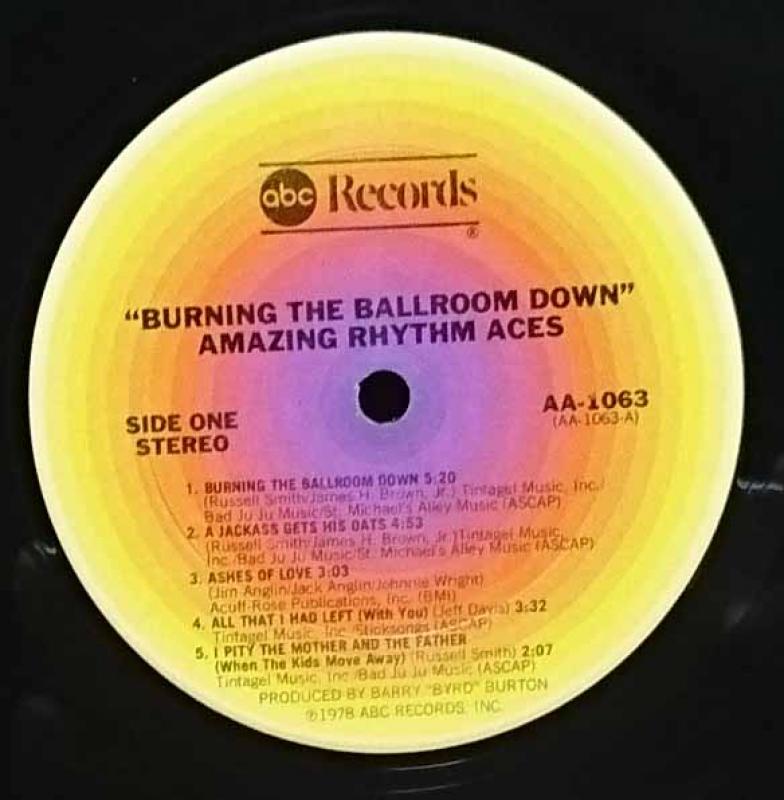 abc Records
®
“BURNING THE BALLROOM DOWN”
AMAZING RHYTHM ACES
SIDE ONE
STEREO
AA-1063
(AA-1063-A)
1. BURNING THE BALLROOM DOWN 5:20
(Russell Smith/James H. Brown, Jr.) Tintagel Music, Inc./
Bad Ju Ju Music/St. Michael's Alley Music (ASCAP)
2. A JACKASS GETS HIS OATS 4:53
(Russell Smith/James H. Brown, Jr.) Tintagel Music,
Inc./Bad Ju Ju Music/St. Michael's Alley Music (ASCAP)
3. ASHES OF LOVE 3:03
(Jim Anglin/Jack Anglin/Johnnie Wright)
Acuff-Rose Publications, Inc. (BMI)
4. ALL THAT I HAD LEFT (With You) (Jeff Davis) 3:32
Tintagel Music, Inc./Sticksongs (ASCAP)
5. I PITY THE MOTHER AND THE FATHER
(When The Kids Move Away) (Russell Smith) 2:07
Tintagel Music, Inc./Bad Ju Ju Music (ASCAP)
PRODUCED BY BARRY "BYRD" BURTON
℗1978 ABC RECORDS, INC.